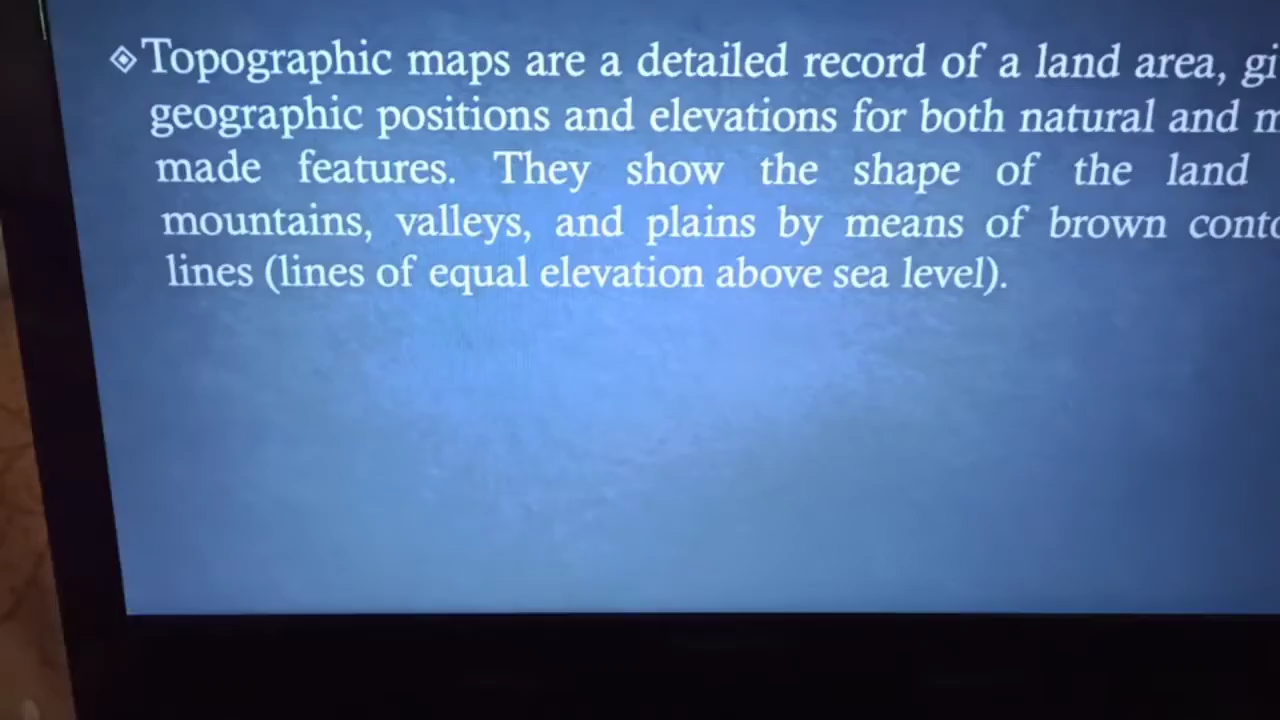 Topographic maps are a detailed record of a land area,
geographic positions and elevations for both natural and
made features. They show the shape of the land
mountains, valleys, and plains by means of brown
lines (lines of equal elevation above sea level).